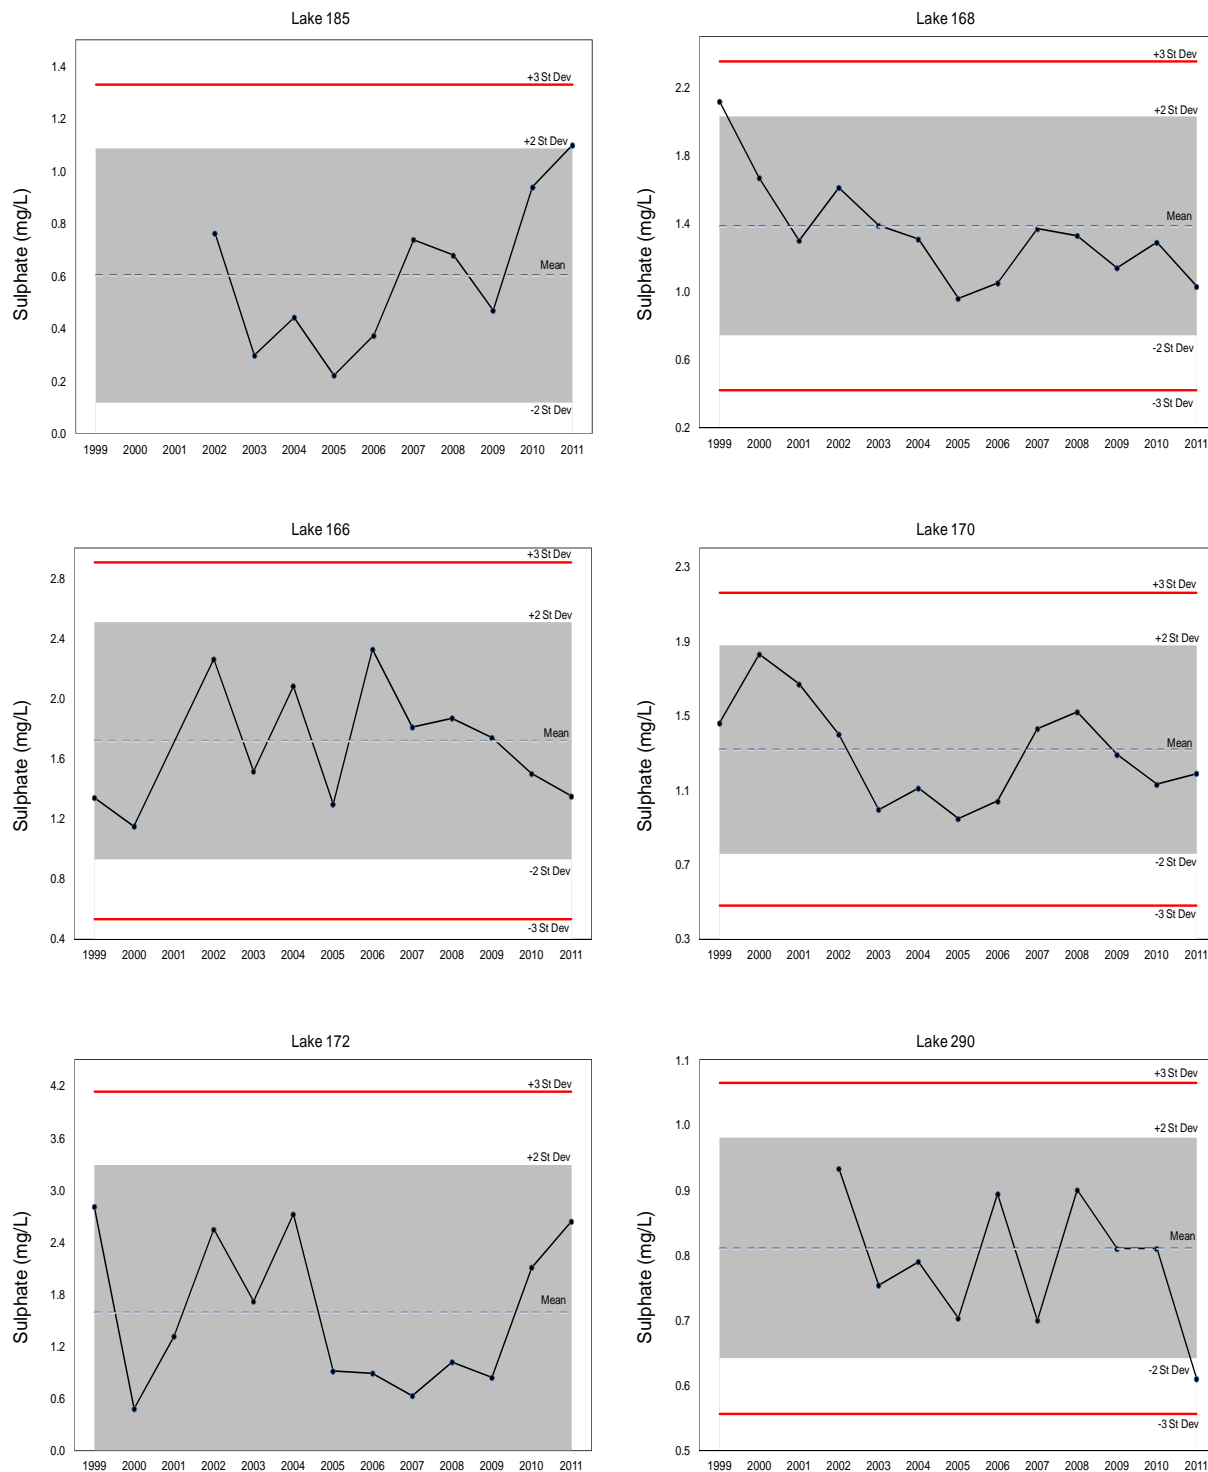 Lake 185
1.4
1.2
1.0
0.8
0.6
0.4
0.2
0.0
Sulphate (mg/L)
+3 St Dev
+2 St Dev
Mean
-2 St Dev
1999 2000 2001 2002 2003 2004 2005 2006 2007 2008 2009 2010 2011
Lake 168
2.2
1.8
1.4
1.0
0.6
0.2
Sulphate (mg/L)
+3 St Dev
+2 St Dev
Mean
-2 St Dev
-3 St Dev
1999 2000 2001 2002 2003 2004 2005 2006 2007 2008 2009 2010 2011
Lake 166
2.8
2.4
2.0
1.6
1.2
0.8
0.4
Sulphate (mg/L)
+3 St Dev
+2 St Dev
Mean
-2 St Dev
-3 St Dev
1999 2000 2001 2002 2003 2004 2005 2006 2007 2008 2009 2010 2011
Lake 170
2.3
1.9
1.5
1.1
0.7
0.3
Sulphate (mg/L)
+3 St Dev
+2 St Dev
Mean
-2 St Dev
-3 St Dev
1999 2000 2001 2002 2003 2004 2005 2006 2007 2008 2009 2010 2011
Lake 172
4.2
3.6
3.0
2.4
1.8
1.2
0.6
0.0
Sulphate (mg/L)
+3 St Dev
+2 St Dev
Mean
1999 2000 2001 2002 2003 2004 2005 2006 2007 2008 2009 2010 2011
Lake 290
1.1
1.0
0.9
0.8
0.7
0.6
0.5
Sulphate (mg/L)
+3 St Dev
+2 St Dev
Mean
-2 St Dev
-3 St Dev
1999 2000 2001 2002 2003 2004 2005 2006 2007 2008 2009 2010 2011